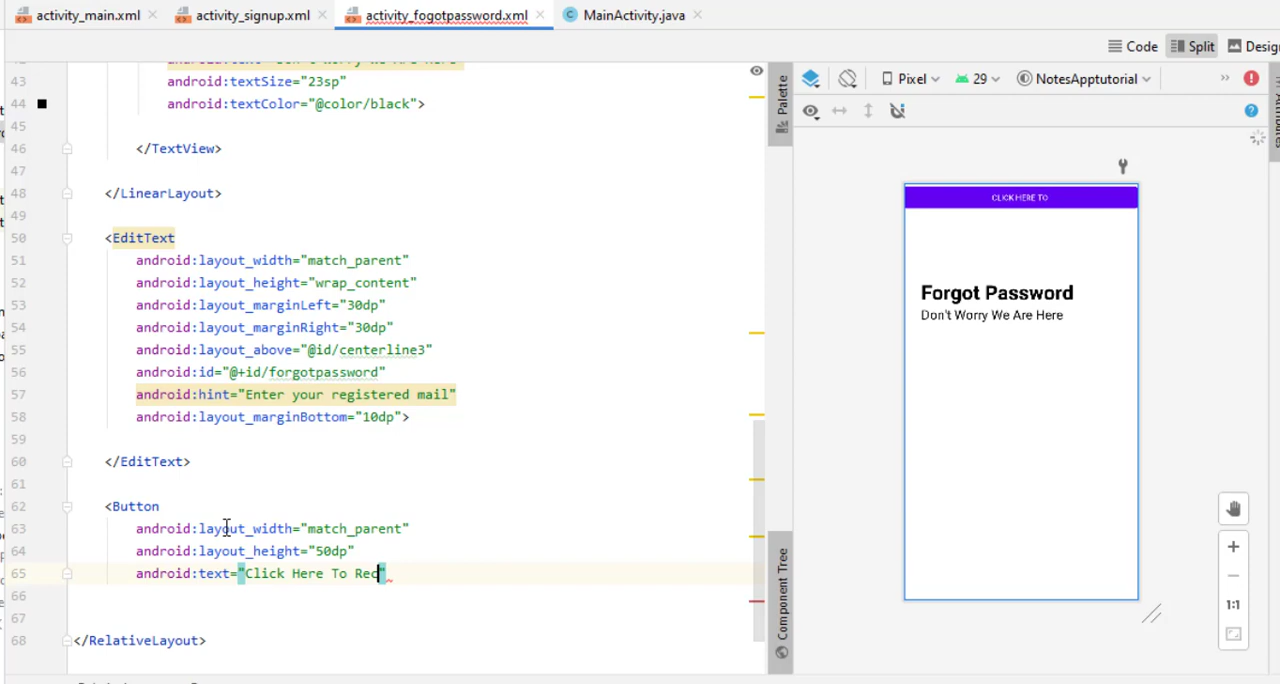 activity_main.xml
activity_signup.xml
activity_fogotpassword.xml
MainActivity.java
Code
Split
Desig
43 android:textSize="23sp"
44 android:textColor="@color/black">
45
46 </TextView>
47
48 </LinearLayout>
49
50 <EditText
51 android:layout_width="match_parent"
52 android:layout_height="wrap_content"
53 android:layout_marginLeft="30dp"
54 android:layout_marginRight="30dp"
55 android:layout_above="@id/centerline3"
56 android:id="@+id/forgotpassword"
57 android:hint="Enter your registered mail"
58 android:layout_marginBottom="10dp">
59
60 </EditText>
61
62 <Button
63 android:layout_width="match_parent"
64 android:layout_height="50dp"
65 android:text="Click Here To Rec"
66
67
68 </RelativeLayout>
Palette
Component Tree
Pixel
29
NotesApptutorial
Attributes
CLICK HERE TO
Forgot Password
Don't Worry We Are Here
1:1